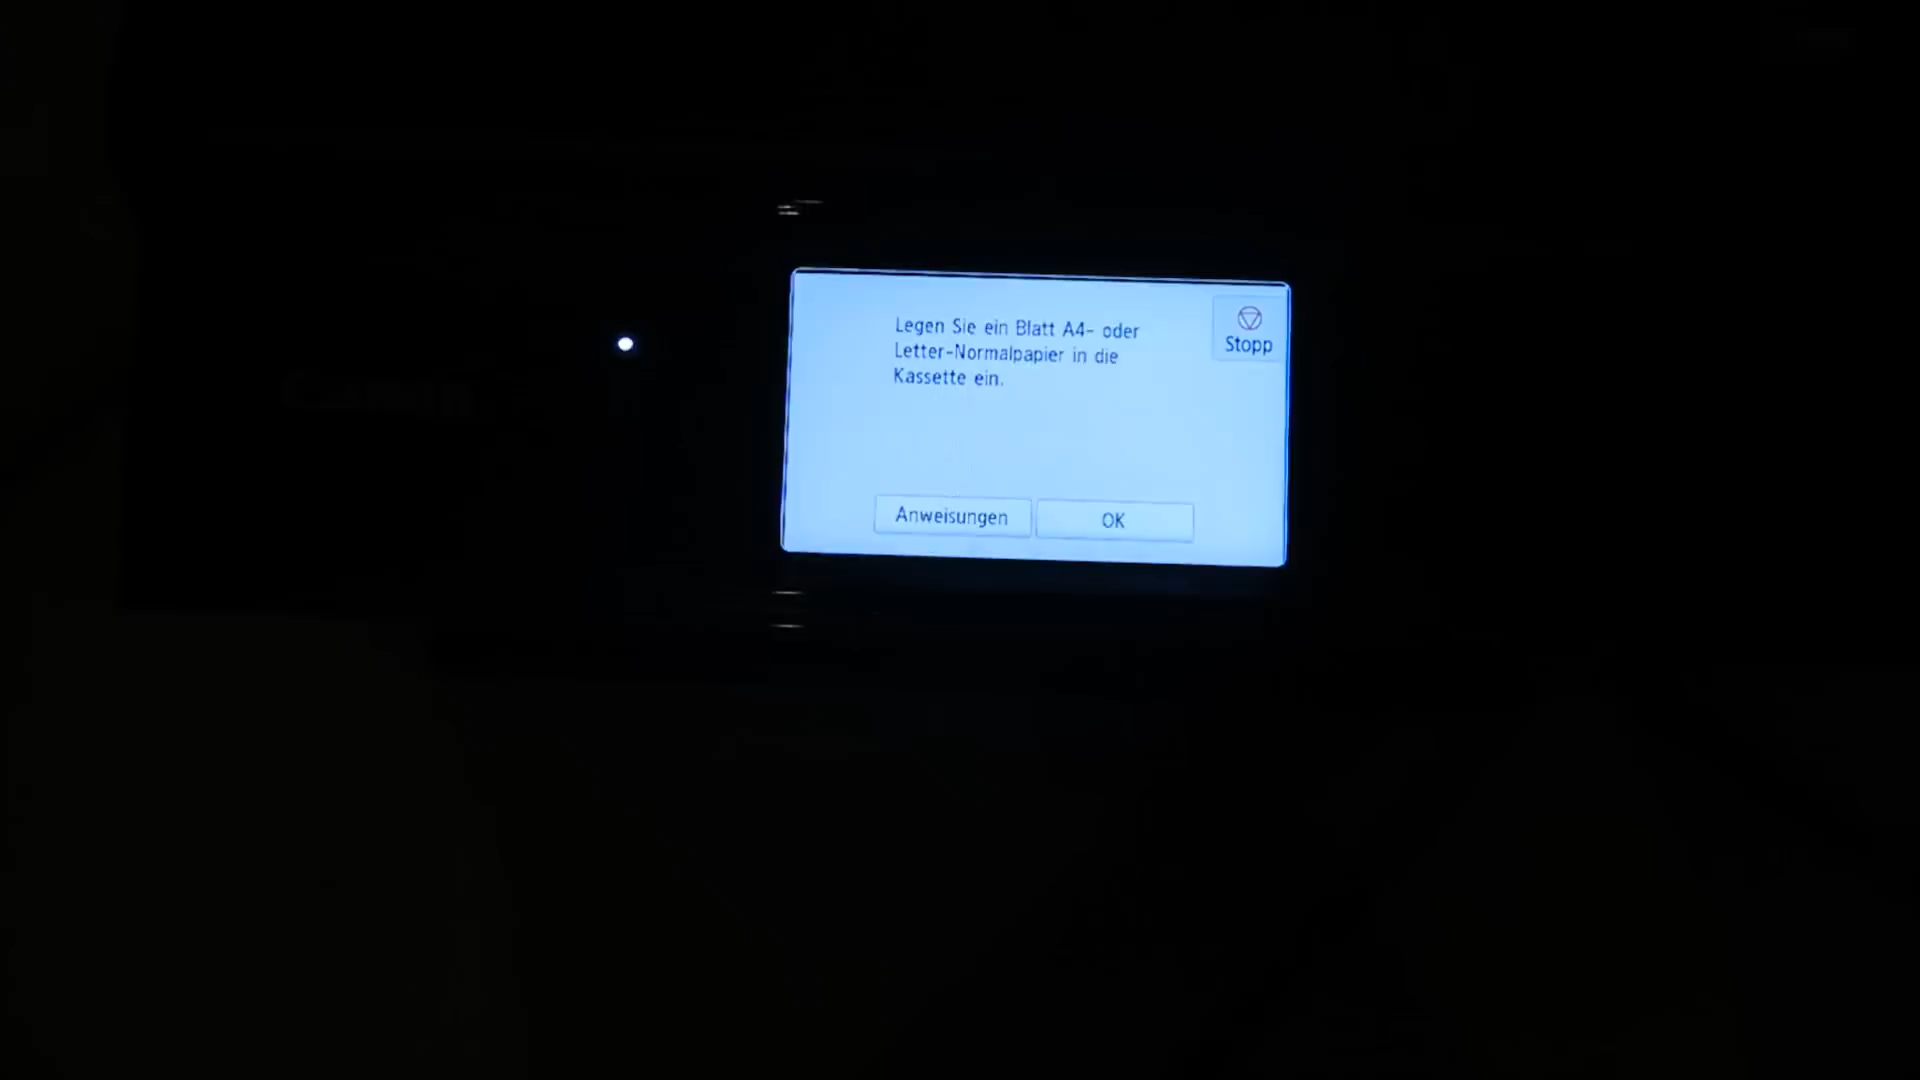 Legen Sie ein Blatt A4- oder
Letter-Normalpapier in die
Kassette ein.
Stopp
Anweisungen
OK